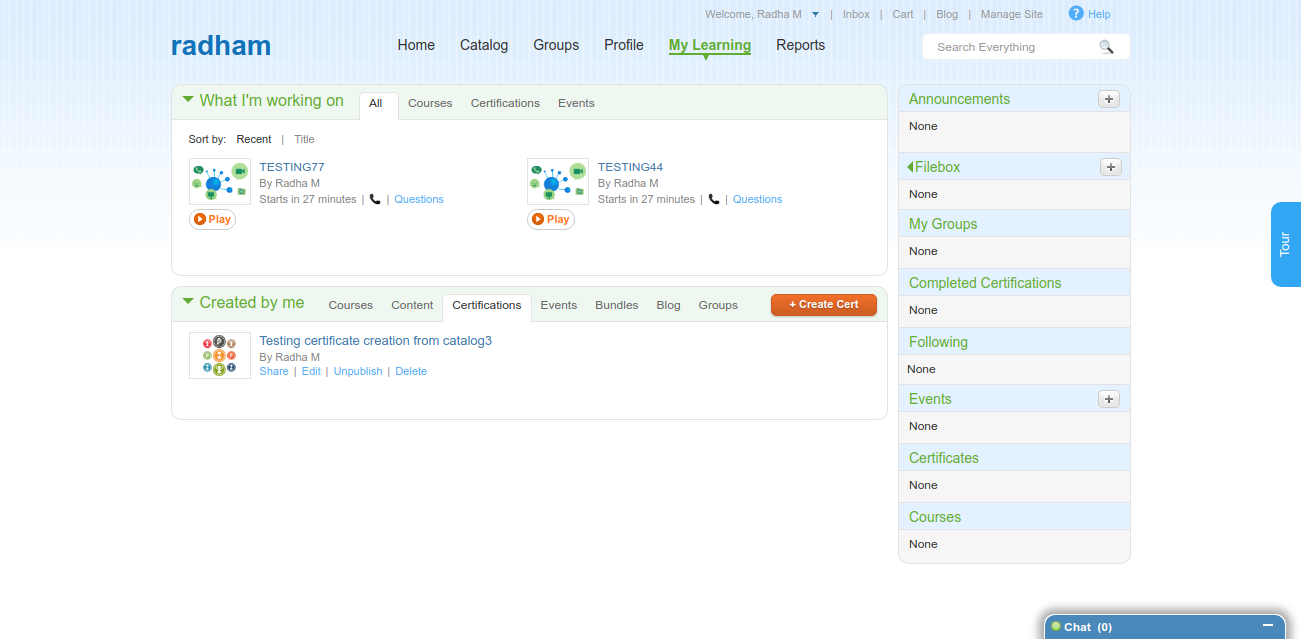 Welcome, Radha M | Inbox | Cart | Blog | Manage Site ? Help
radham
Home Catalog Groups Profile My Learning Reports
Search Everything
What I'm working on All Courses Certifications Events
Sort by: Recent | Title
TESTING77
By Radha M
Starts in 27 minutes | | Questions
Play
TESTING44
By Radha M
Starts in 27 minutes | | Questions
Play
Created by me Courses Content Certifications Events Bundles Blog Groups + Create Cert
Testing certificate creation from catalog3
By Radha M
Share | Edit | Unpublish | Delete
Announcements +
None
Filebox +
None
My Groups
None
Completed Certifications
None
Following
None
Events +
None
Certificates
None
Courses
None
Tour
Chat (0)